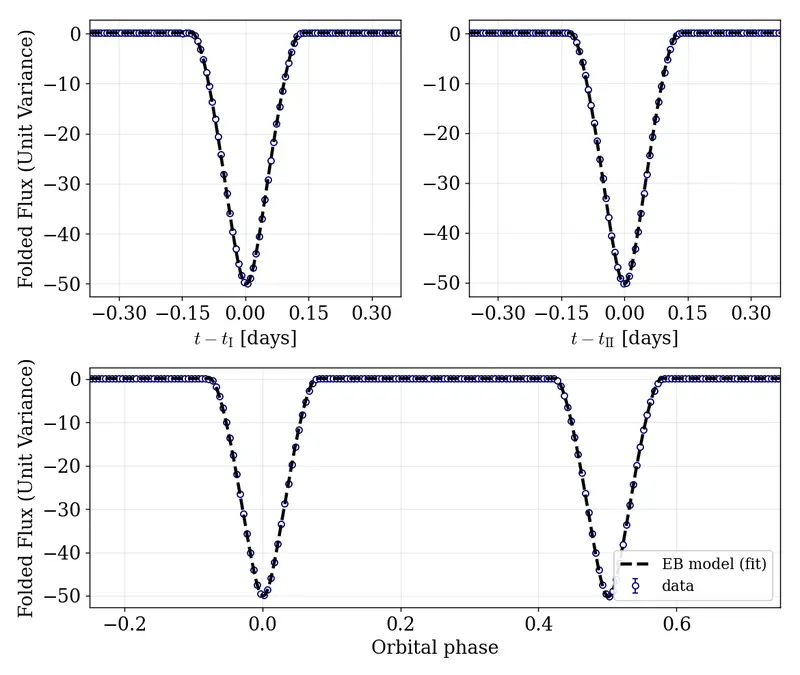 Folded Flux (Unit Variance)
0
−10
−20
−30
−40
−50
−0.30 −0.15 0.00 0.15 0.30
t − t_I [days]
0
−10
−20
−30
−40
−50
−0.30 −0.15 0.00 0.15 0.30
t − t_II [days]
Folded Flux (Unit Variance)
0
−10
−20
−30
−40
−50
EB model (fit)
data
−0.2 0.0 0.2 0.4 0.6
Orbital phase